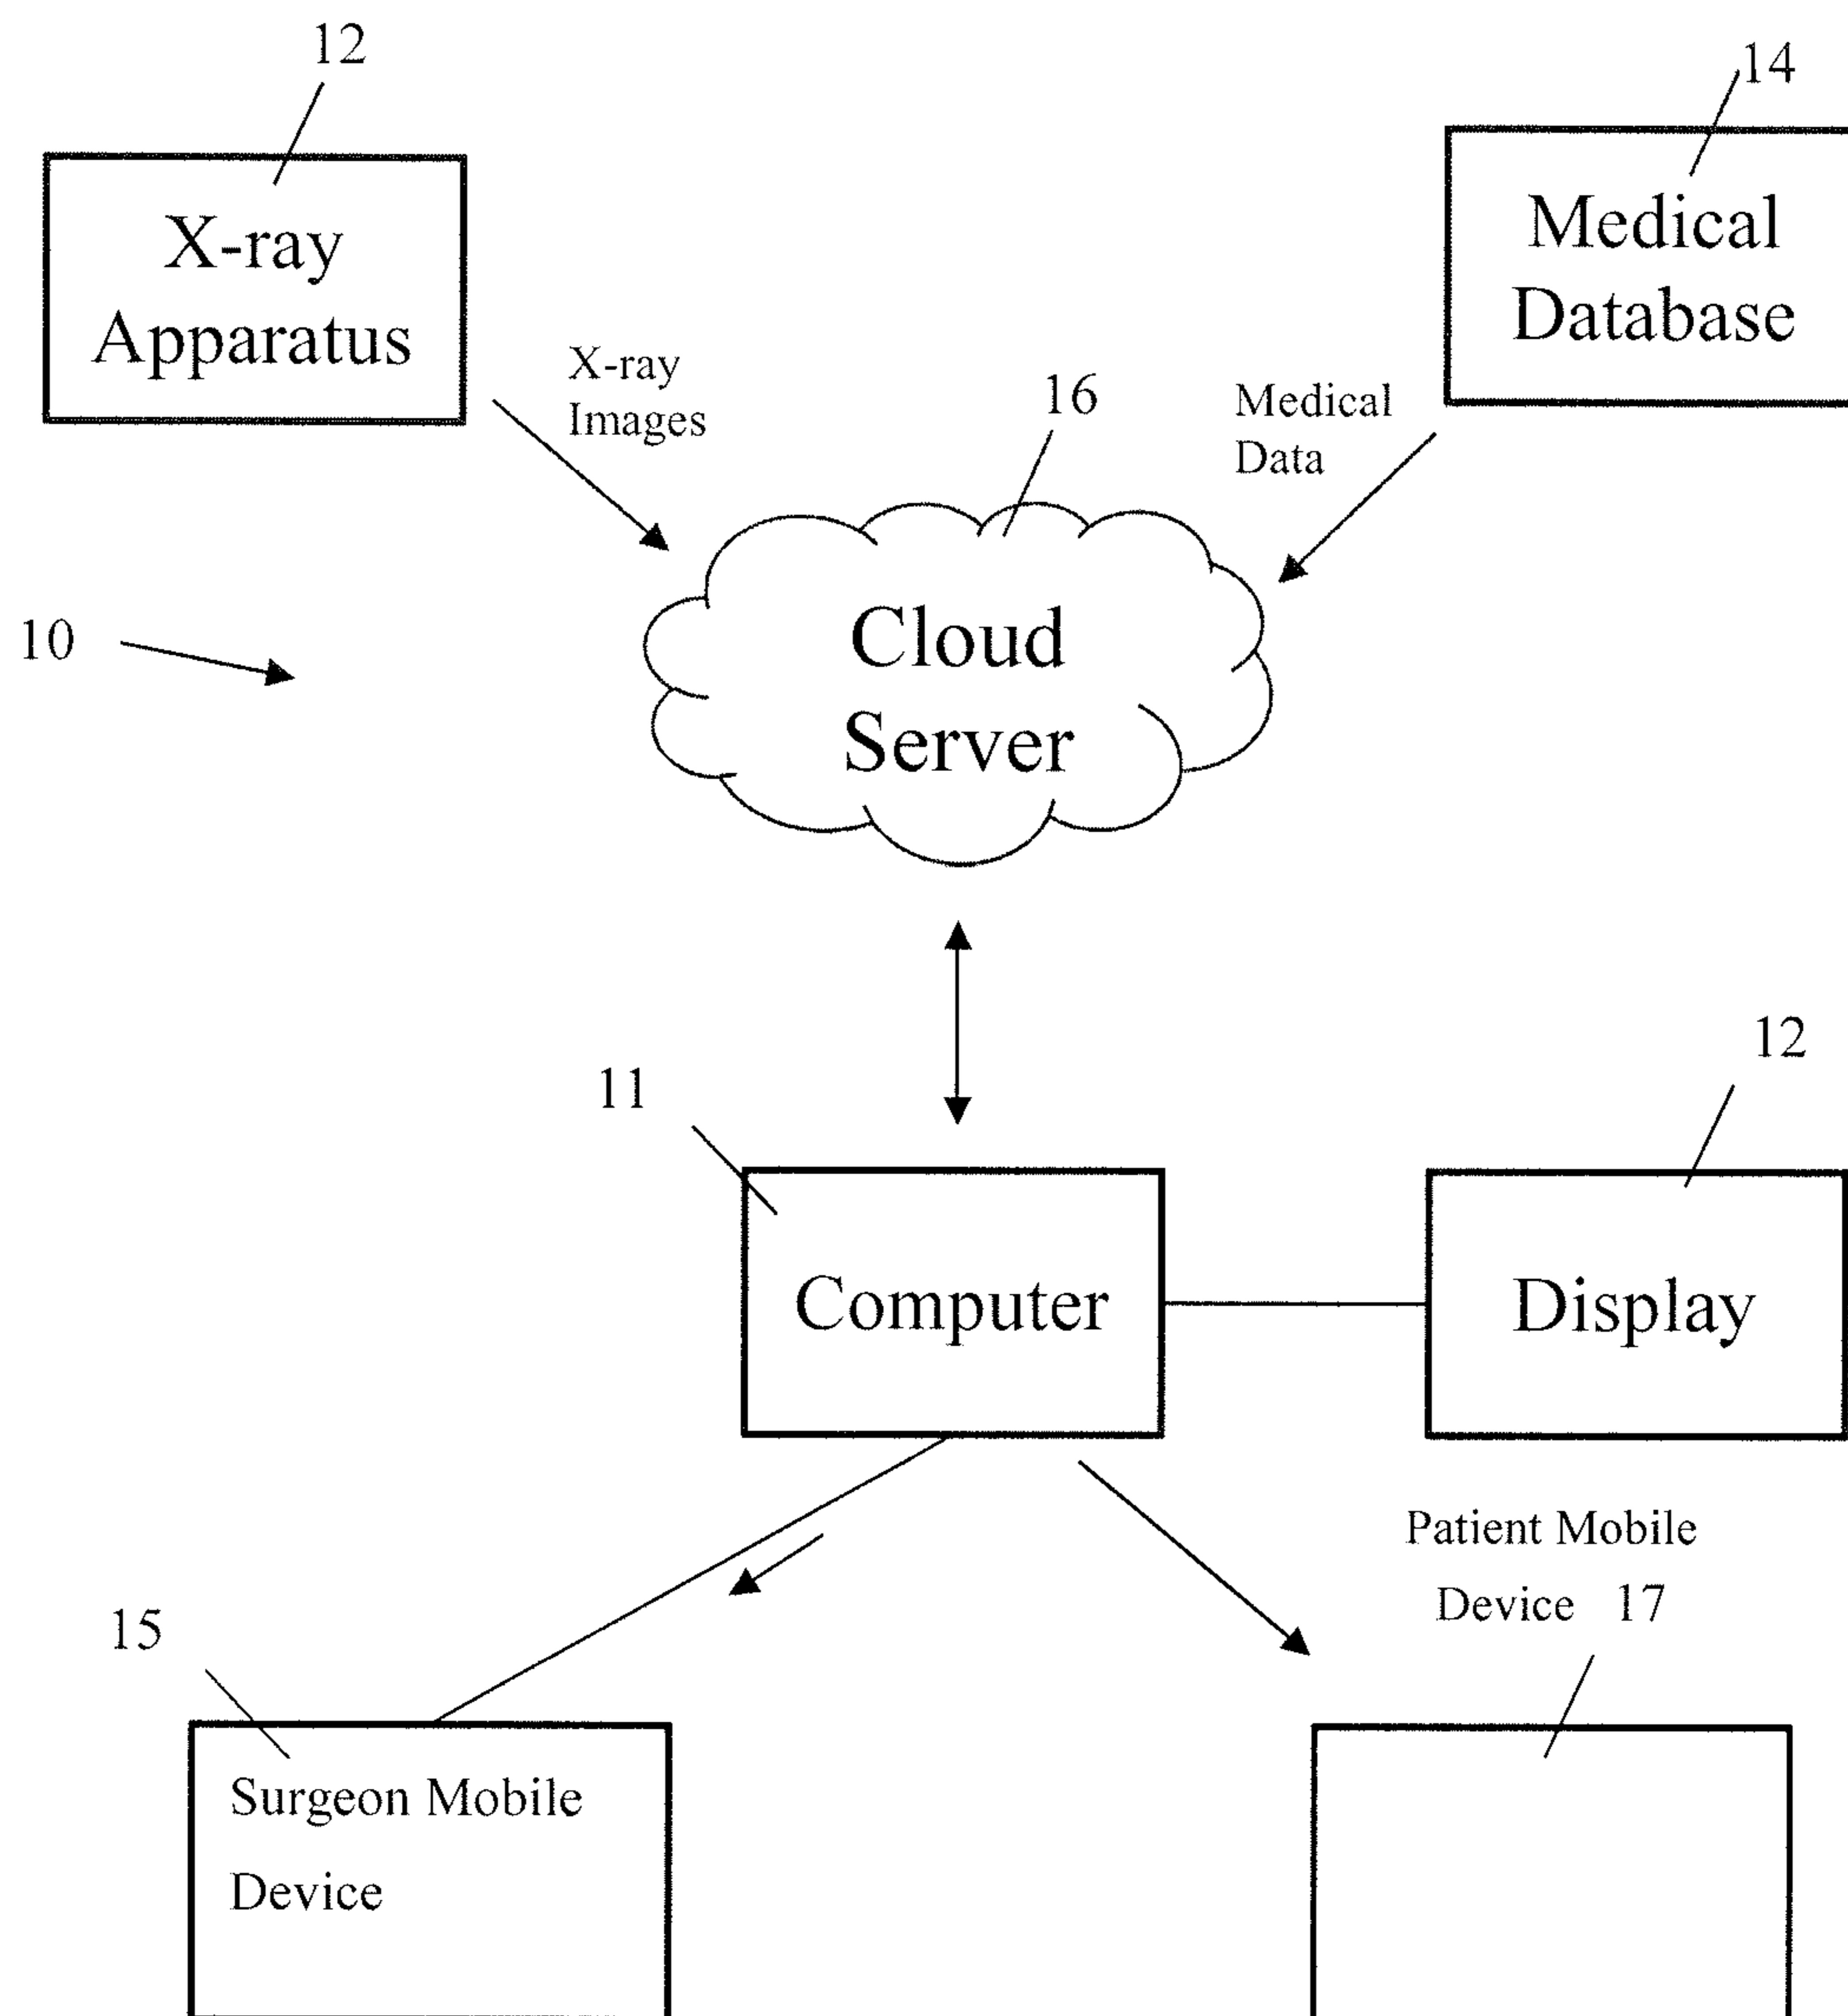 12
14
X-ray
Apparatus
Medical
Database
X-ray
Images
16
Medical
Data
10
Cloud
Server
12
11
Computer
Display
Patient Mobile
Device 17
15
Surgeon Mobile
Device